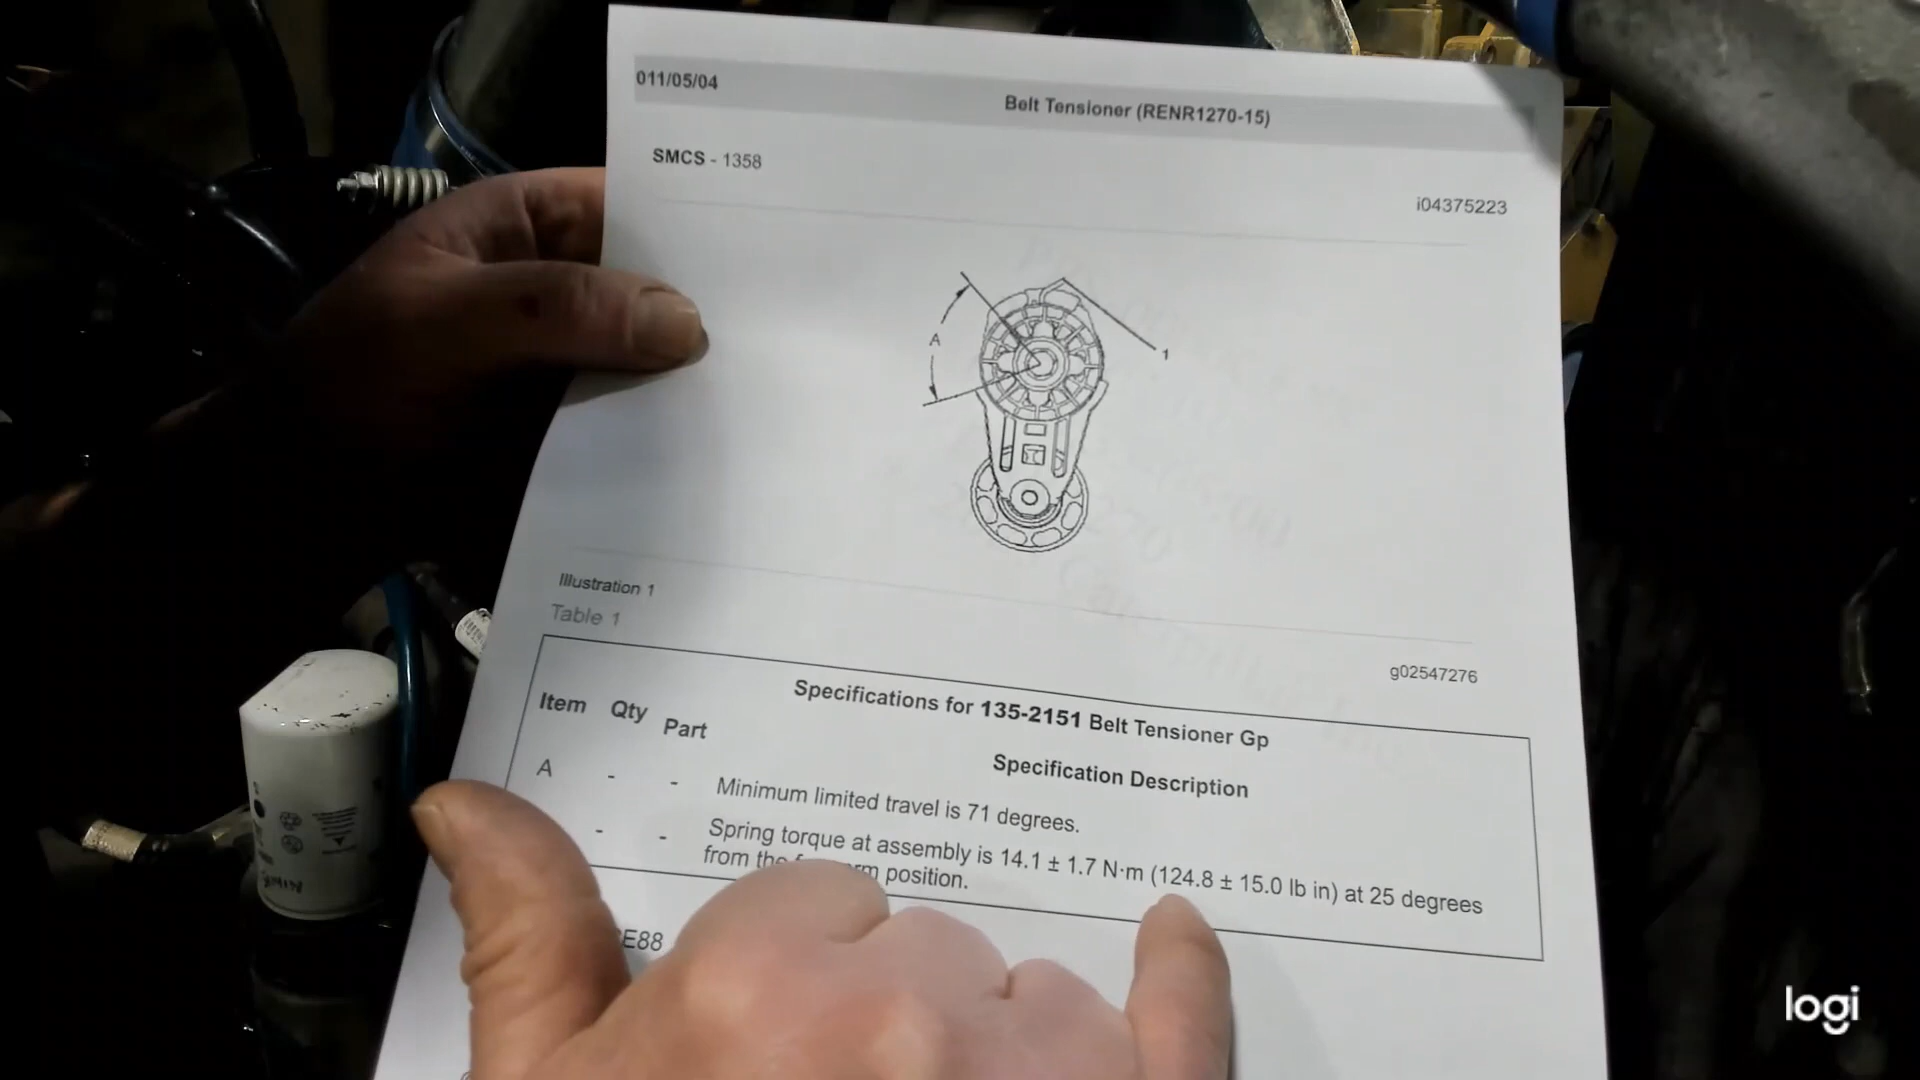 011/05/04
Belt Tensioner (RENR1270-15)
SMCS - 1358
i04375223
A
1
Illustration 1
Table 1
g02547276
Specifications for 135-2151 Belt Tensioner Gp
Item Qty Part Specification Description
A - - Minimum limited travel is 71 degrees.
- - Spring torque at assembly is 14.1 ± 1.7 N·m (124.8 ± 15.0 lb in) at 25 degrees
from the position.
E88
logi